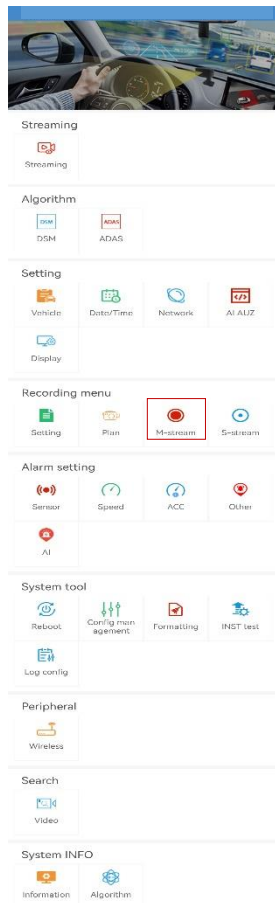 Streaming
Streaming
Algorithm
DSM
ADAS
DSM
ADAS
Setting
Vehicle
Date/Time
Network
AI AUZ
Display
Recording menu
Setting
Plan
M-stream
S-stream
Alarm setting
Sensor
Speed
ACC
Other
AI
System tool
Reboot
Config man
agement
Formatting
INST test
Log config
Peripheral
Wireless
Search
Video
System INFO
Information
Algorithm